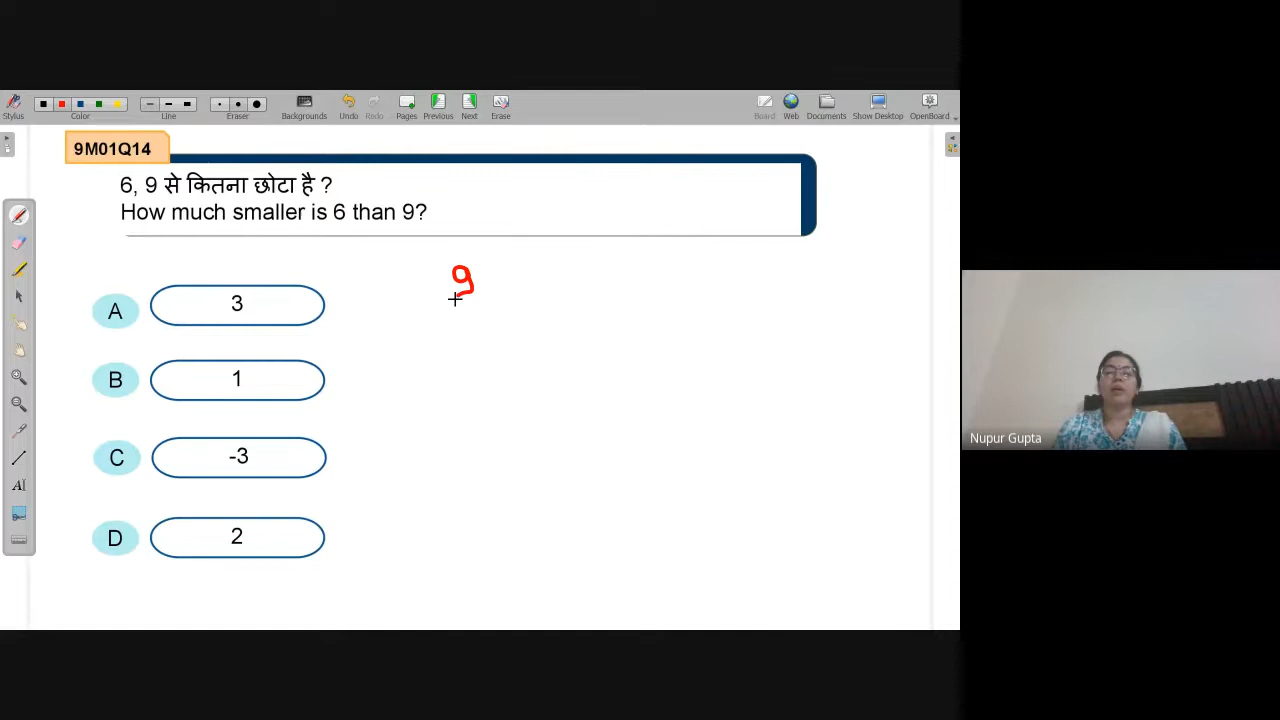 Stylus
Color
Line
Eraser
Backgrounds
Undo
Redo
Pages
Previous
Next
Erase
Board
Web
Documents
Show Desktop
OpenBoard
9M01Q14
6, 9 से कितना छोटा है ?
How much smaller is 6 than 9?
9
A 3
B 1
C -3
D 2
Nupur Gupta